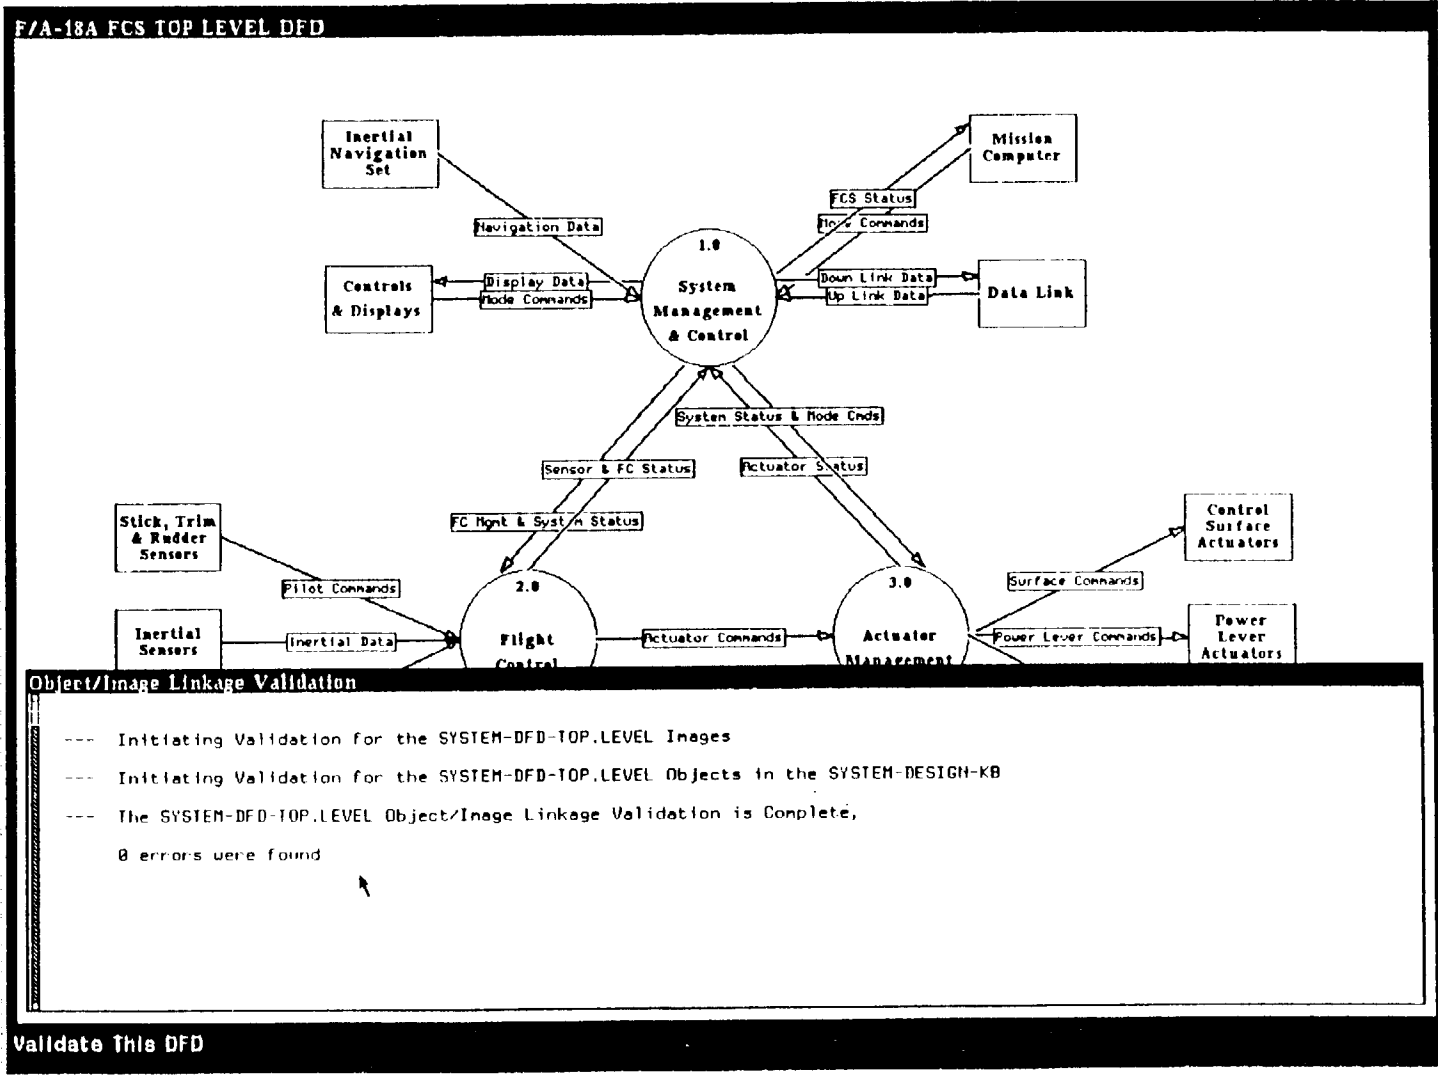 F/A-18A FCS TOP LEVEL DFD
Inertial
Navigation
Set
Mission
Computer
FCS Status
Commands
Navigation Data
1.0
System
Management
& Control
Controls
& Displays
Display Data
Mode Commands
Down Link Data
Up Link Data
Data Link
System Status & Mode Cmds
Sensor & FC Status
Actuator Status
FC Mgmt & System Status
Stick, Trim
& Rudder
Sensors
Control
Surface
Actuators
Pilot Commands
2.0
Flight
Control
3.0
Actuator
Management
Surface Commands
Inertial
Sensors
Inertial Data
Actuator Commands
Power Lever Commands
Power
Lever
Actuators
Object/Image Linkage Validation
--- Initiating Validation for the SYSTEM-DFD-TOP.LEVEL Images
--- Initiating Validation for the SYSTEM-DFD-TOP.LEVEL Objects in the SYSTEM-DESIGN-KB
--- The SYSTEM-DFD-TOP.LEVEL Object/Image Linkage Validation is Complete,
0 errors were found
Validate This DFD